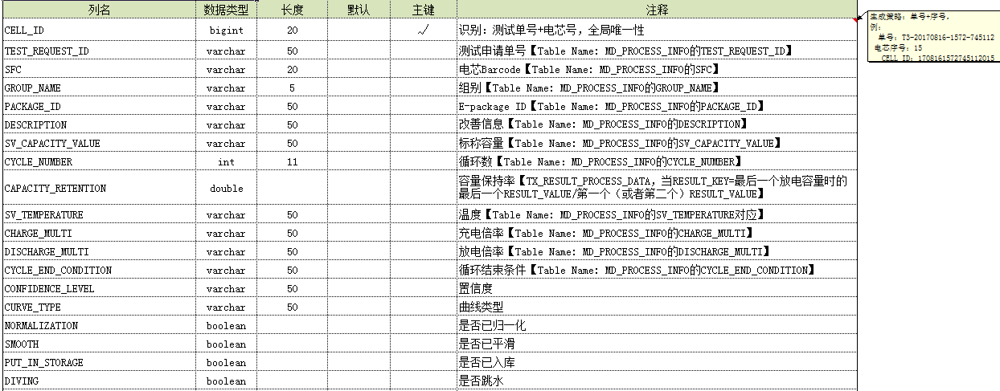 列名 数据类型 长度 默认 主键 注释
CELL_ID bigint 20 ✓ 识别：测试单号+电芯号，全局唯一性
TEST_REQUEST_ID varchar 50 测试申请单号【Table Name: MD_PROCESS_INFO的TEST_REQUEST_ID】
SFC varchar 20 电芯Barcode【Table Name: MD_PROCESS_INFO的SFC】
GROUP_NAME varchar 5 组别【Table Name: MD_PROCESS_INFO的GROUP_NAME】
PACKAGE_ID varchar 50 E-package ID【Table Name: MD_PROCESS_INFO的PACKAGE_ID】
DESCRIPTION varchar 50 改善信息【Table Name: MD_PROCESS_INFO的DESCRIPTION】
SV_CAPACITY_VALUE varchar 50 标称容量【Table Name: MD_PROCESS_INFO的SV_CAPACITY_VALUE】
CYCLE_NUMBER int 11 循环数【Table Name: MD_PROCESS_INFO的CYCLE_NUMBER】
CAPACITY_RETENTION double 容量保持率【TX_RESULT_PROCESS_DATA，当RESULT_KEY=最后一个放电容量时的
最后一个RESULT_VALUE/第一个（或者第二个）RESULT_VALUE】
SV_TEMPERATURE varchar 50 温度【Table Name: MD_PROCESS_INFO的SV_TEMPERATURE对应】
CHARGE_MULTI varchar 50 充电倍率【Table Name: MD_PROCESS_INFO的CHARGE_MULTI】
DISCHARGE_MULTI varchar 50 放电倍率【Table Name: MD_PROCESS_INFO的DISCHARGE_MULTI】
CYCLE_END_CONDITION varchar 50 循环结束条件【Table Name: MD_PROCESS_INFO的CYCLE_END_CONDITION】
CONFIDENCE_LEVEL varchar 50 置信度
CURVE_TYPE varchar 50 曲线类型
NORMALIZATION boolean 是否已归一化
SMOOTH boolean 是否已平滑
PUT_IN_STORAGE boolean 是否已入库
DIVING boolean 是否跳水
生成策略：单号+序号.
例：
单号：T3-20170816-1572-745112
电芯序号：15
CELL ID：1708161572745112015